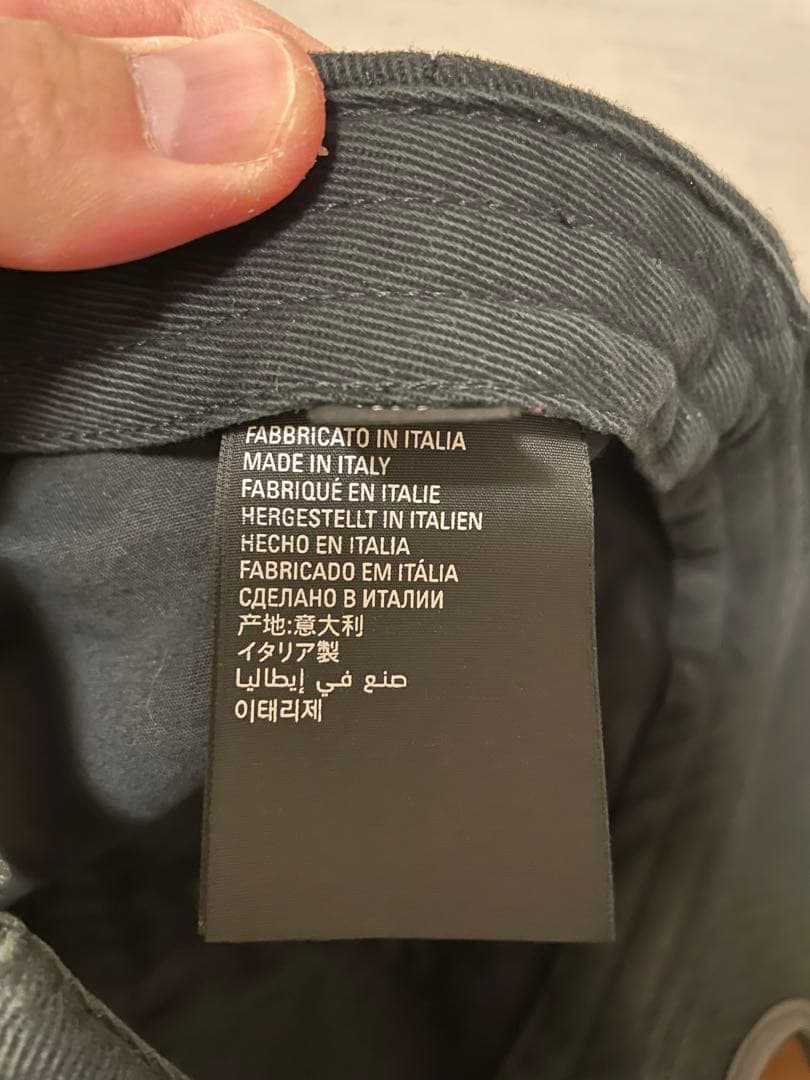 FABBRICATO IN ITALIA
MADE IN ITALY
FABRIQUÉ EN ITALIE
HERGESTELLT IN ITALIEN
HECHO EN ITALIA
FABRICADO EM ITÁLIA
СДЕЛАНО В ИТАЛИИ
产地:意大利
イタリア製
صنع في إيطاليا
이태리제